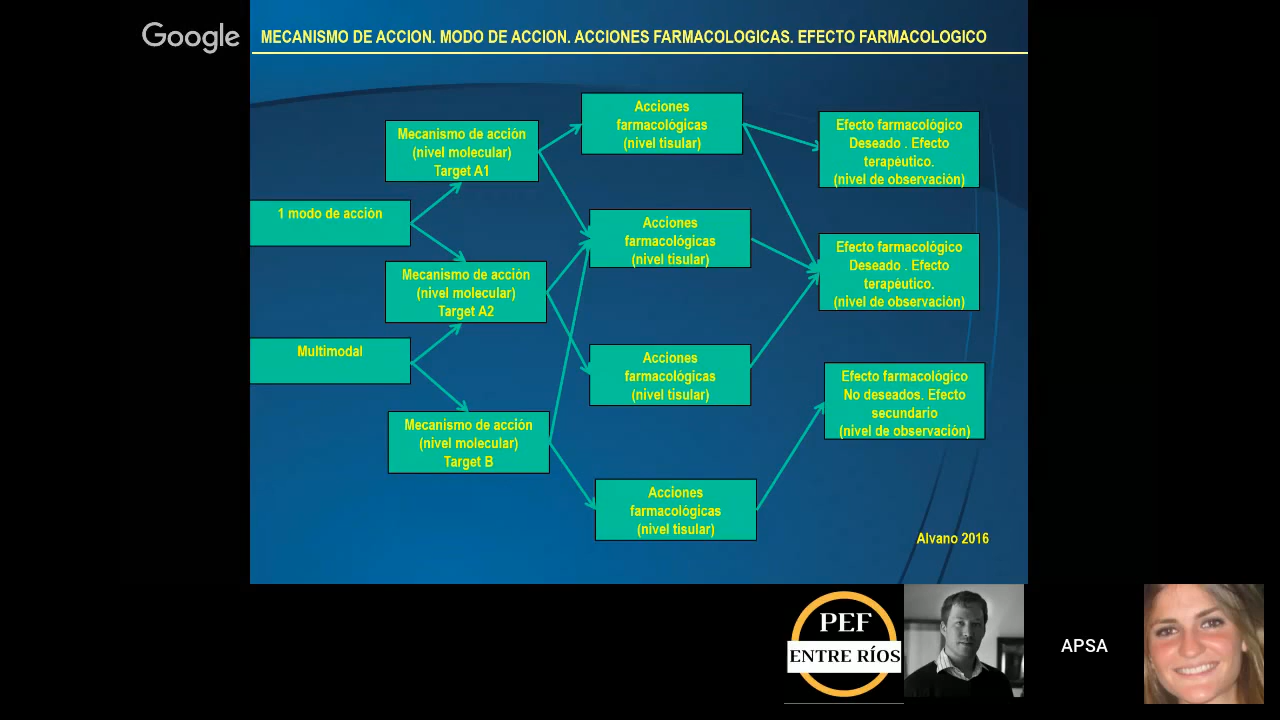 Google
MECANISMO DE ACCION. MODO DE ACCION. ACCIONES FARMACOLOGICAS. EFECTO FARMACOLOGICO
1 modo de acción
Multimodal
Mecanismo de acción
(nivel molecular)
Target A1
Mecanismo de acción
(nivel molecular)
Target A2
Mecanismo de acción
(nivel molecular)
Target B
Acciones
farmacológicas
(nivel tisular)
Acciones
farmacológicas
(nivel tisular)
Acciones
farmacológicas
(nivel tisular)
Acciones
farmacológicas
(nivel tisular)
Efecto farmacológico
Deseado . Efecto
terapéutico.
(nivel de observación)
Efecto farmacológico
Deseado . Efecto
terapéutico.
(nivel de observación)
Efecto farmacológico
No deseados. Efecto
secundario
(nivel de observación)
Alvano 2016
PEF
ENTRE RÍOS
APSA